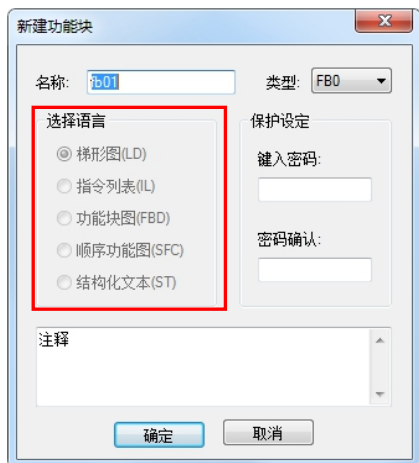 新建功能块
名称: fb01 类型: FB0
选择语言 保护设定
梯形图(LD) 键入密码:
指令列表(IL)
功能块图(FBD) 密码确认:
顺序功能图(SFC)
结构化文本(ST)
注释
确定 取消